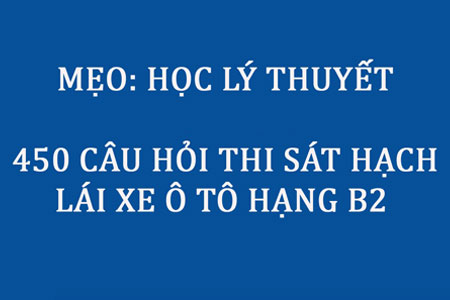 MẸO: HỌC LÝ THUYẾT
450 CÂU HỎI THI SÁT HẠCH
LÁI XE Ô TÔ HẠNG B2